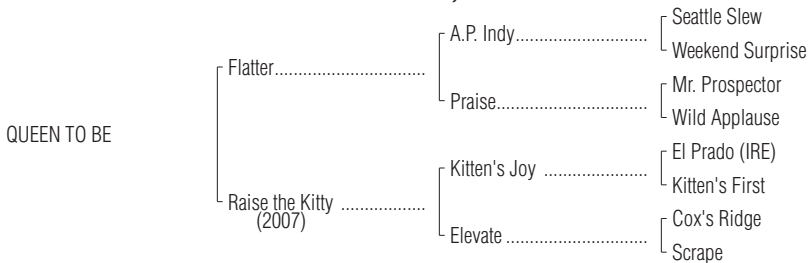 Seattle Slew
A.P. Indy..............................
Weekend Surprise
Flatter..................................
Mr. Prospector
Praise..................................
Wild Applause
QUEEN TO BE
El Prado (IRE)
Kitten's Joy ........................
Kitten's First
Raise the Kitty ...................
(2007)
Cox's Ridge
Elevate ................................
Scrape